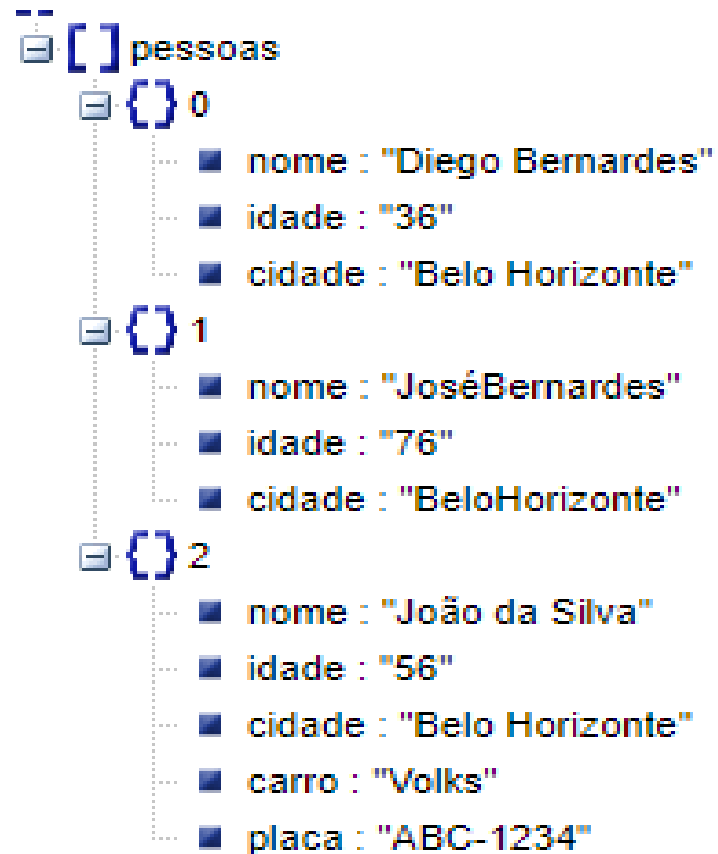 [ ] pessoas
{} 0
nome : "Diego Bernardes"
idade : "36"
cidade : "Belo Horizonte"
{} 1
nome : "JoséBernardes"
idade : "76"
cidade : "BeloHorizonte"
{} 2
nome : "João da Silva"
idade : "56"
cidade : "Belo Horizonte"
carro : "Volks"
placa : "ABC-1234"